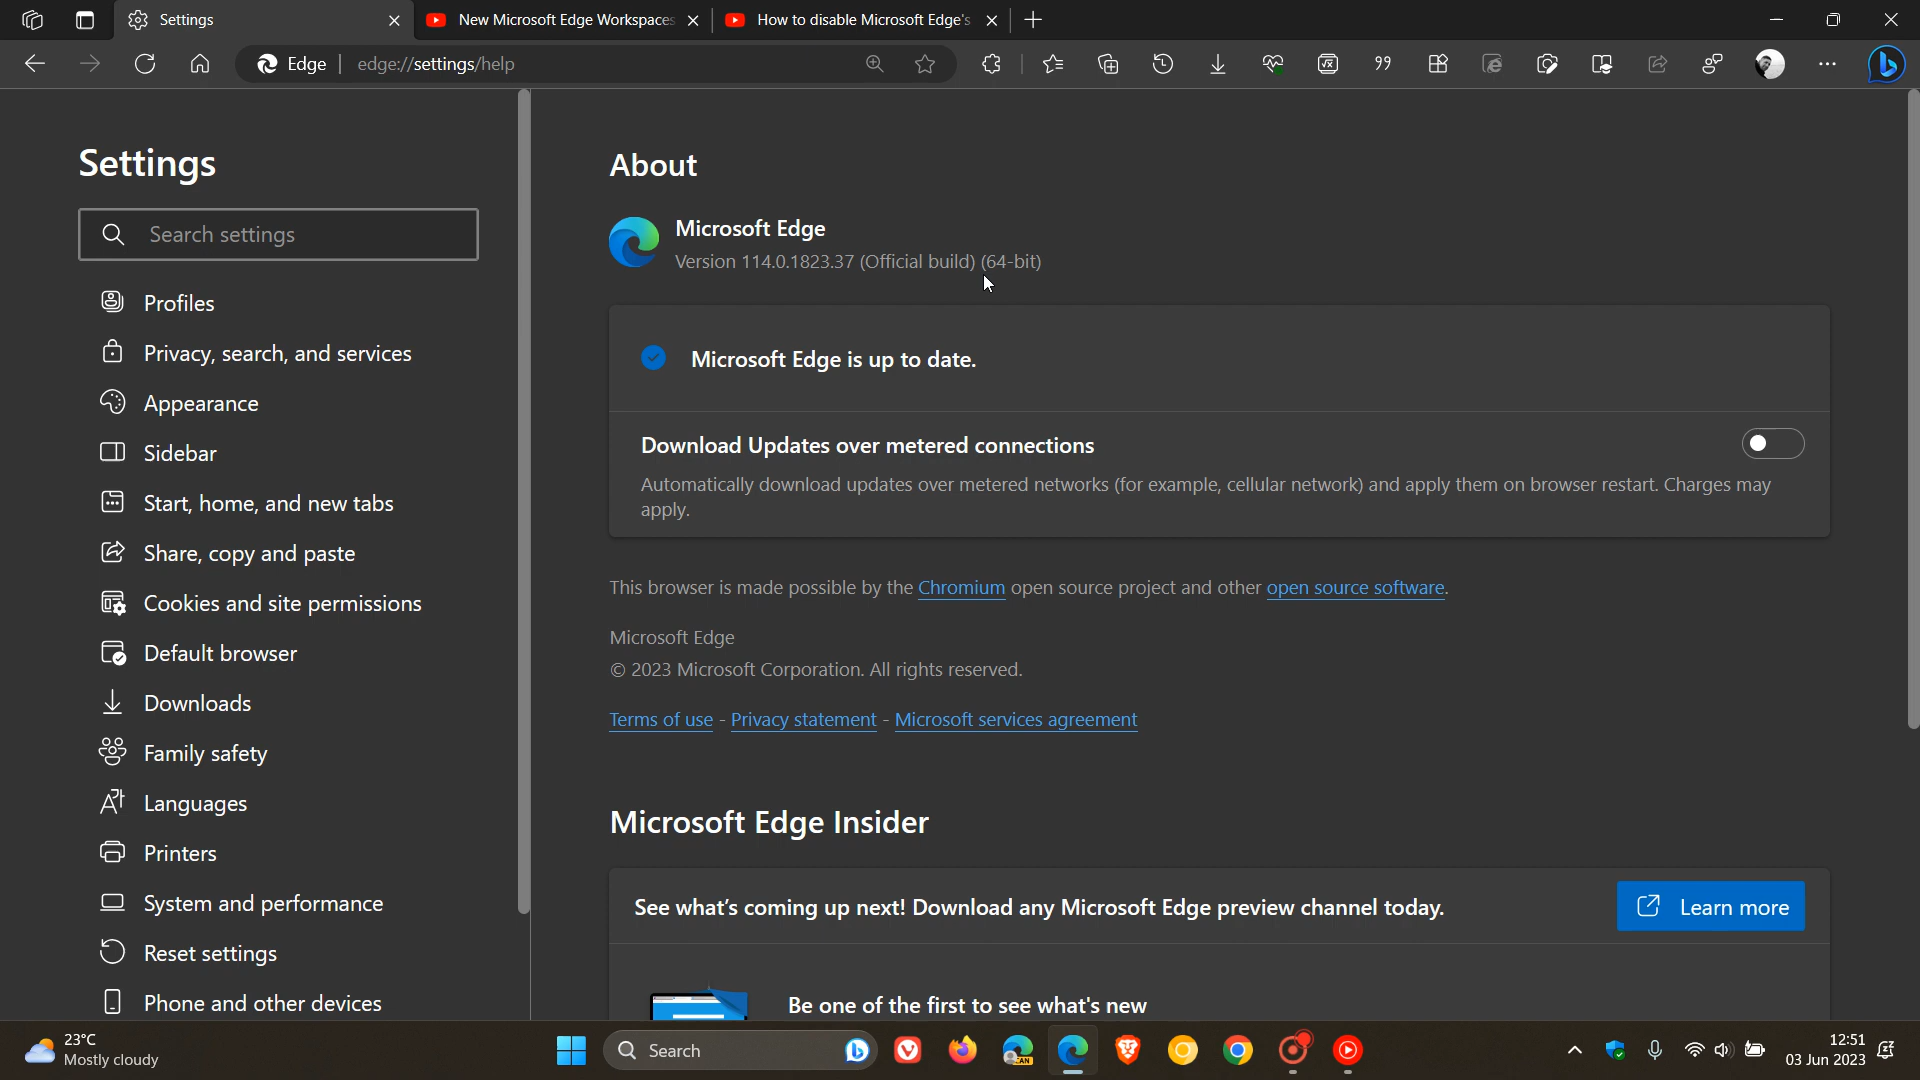 Settings
New Microsoft Edge Workspaces
How to disable Microsoft Edge's
Edge
edge://settings/help
Settings
Search settings
Profiles
Privacy, search, and services
Appearance
Sidebar
Start, home, and new tabs
Share, copy and paste
Cookies and site permissions
Default browser
Downloads
Family safety
Languages
Printers
System and performance
Reset settings
Phone and other devices
About
Microsoft Edge
Version 114.0.1823.37 (Official build) (64-bit)
Microsoft Edge is up to date.
Download Updates over metered connections
Automatically download updates over metered networks (for example, cellular network) and apply them on browser restart. Charges may
apply.
This browser is made possible by the Chromium open source project and other open source software.
Microsoft Edge
© 2023 Microsoft Corporation. All rights reserved.
Terms of use - Privacy statement - Microsoft services agreement
Microsoft Edge Insider
See what's coming up next! Download any Microsoft Edge preview channel today.
Learn more
Be one of the first to see what's new
23°C
Mostly cloudy
Search
CAN
12:51
03 Jun 2023